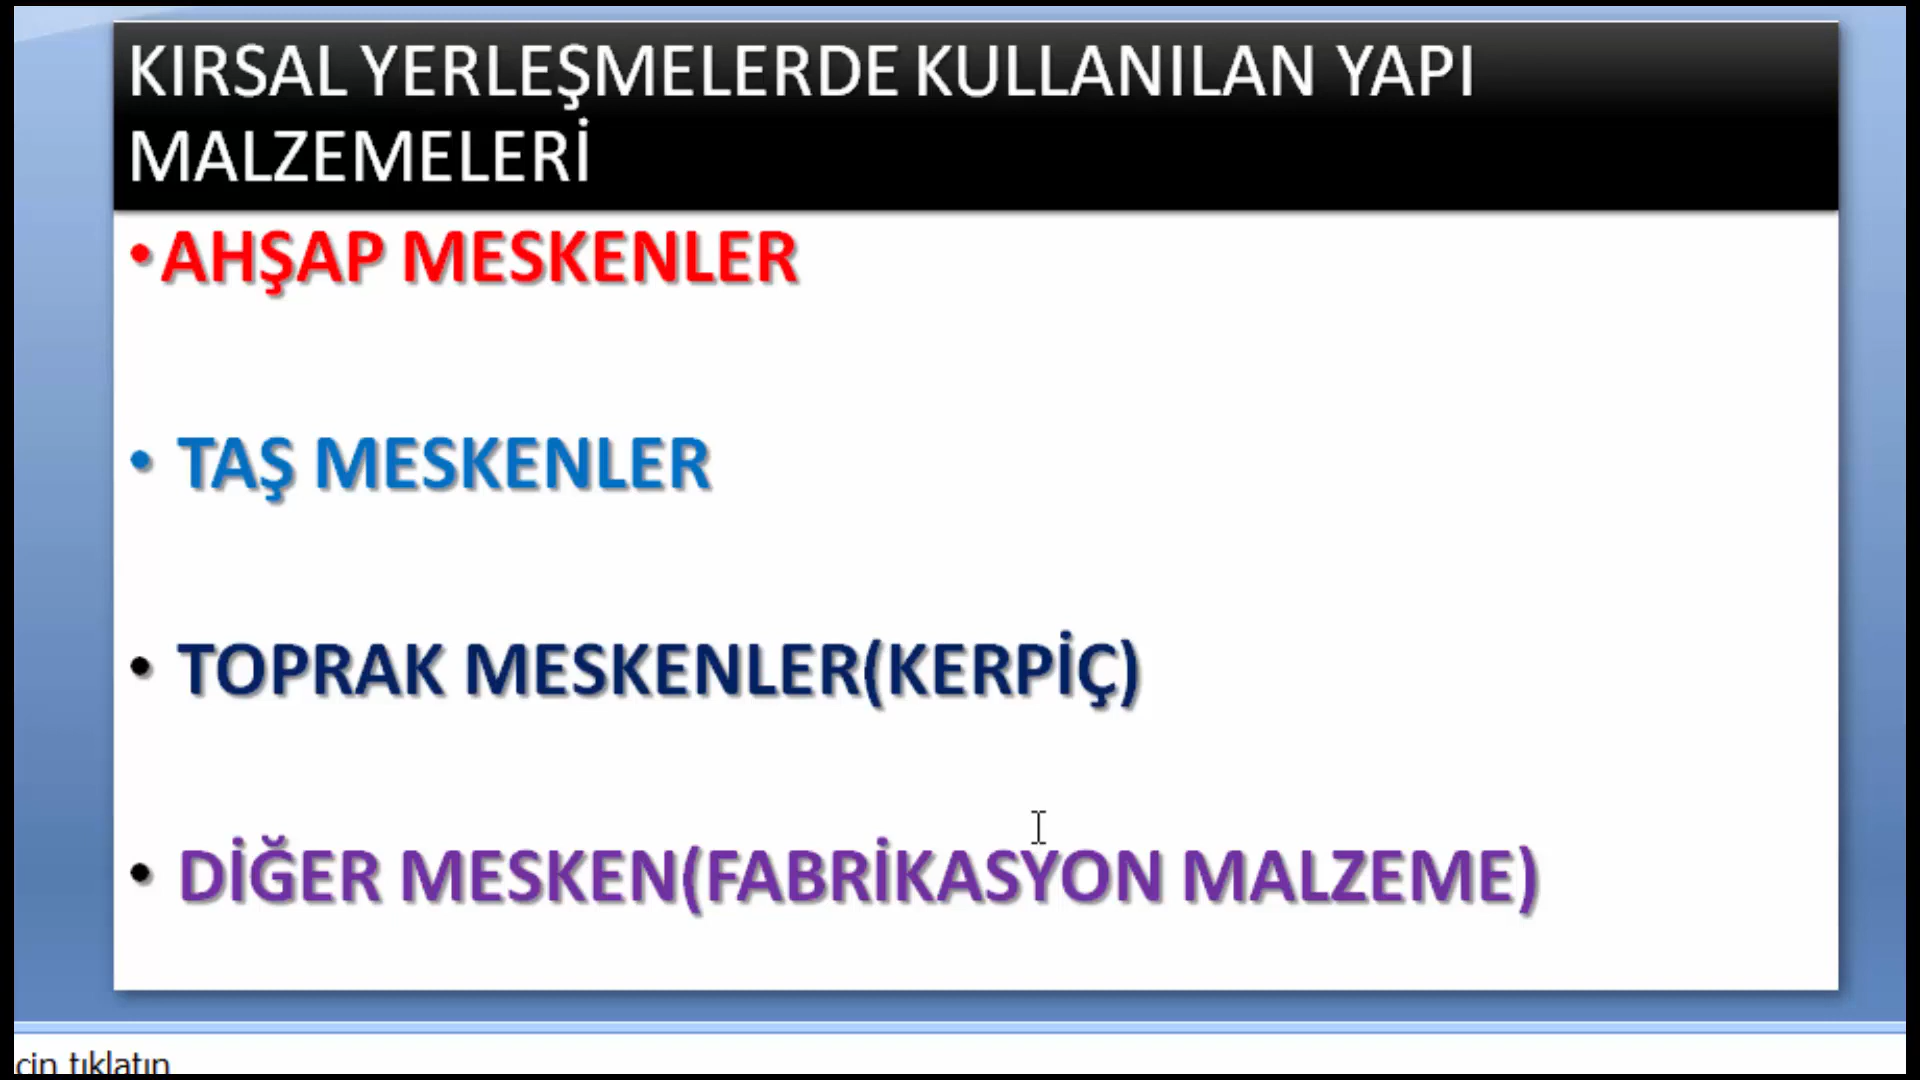 KIRSAL YERLEŞMELERDE KULLANILAN YAPI
MALZEMELERİ
•AHŞAP MESKENLER
• TAŞ MESKENLER
• TOPRAK MESKENLER(KERPİÇ)
• DİĞER MESKEN(FABRİKASYON MALZEME)
çin tıklatın